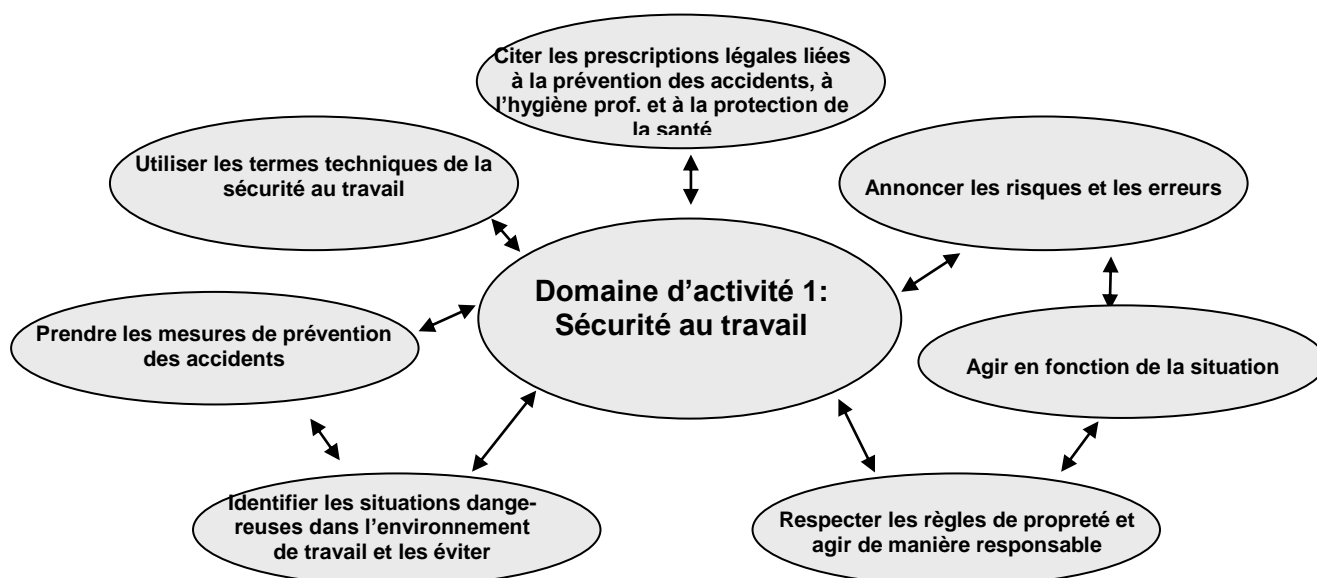 Citer les prescriptions légales liées
à la prévention des accidents, à
l'hygiène prof. et à la protection de
la santé
Utiliser les termes techniques de la
sécurité au travail
Annoncer les risques et les erreurs
Domaine d'activité 1:
Sécurité au travail
Prendre les mesures de prévention
des accidents
Agir en fonction de la situation
Identifier les situations dange-
reuses dans l'environnement
de travail et les éviter
Respecter les règles de propreté et
agir de manière responsable